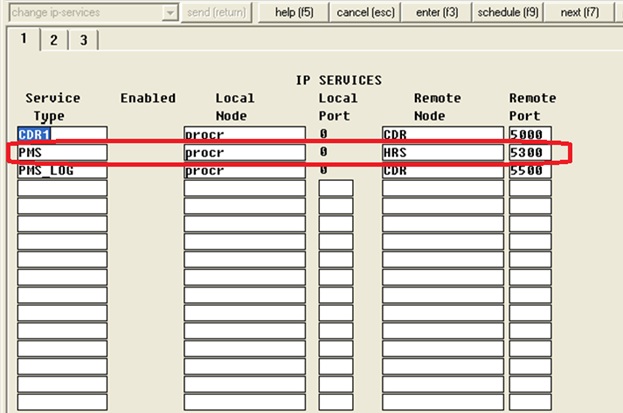 change ip-services send (return) help (f5) cancel (esc) enter (f3) schedule (f9) next (f7)
1 2 3
IP SERVICES
Service Enabled Local Local Remote Remote
Type Node Port Node Port
CDR1 procr 0 CDR 5000
PMS procr 0 HRS 5300
PMS_LOG procr 0 CDR 5500